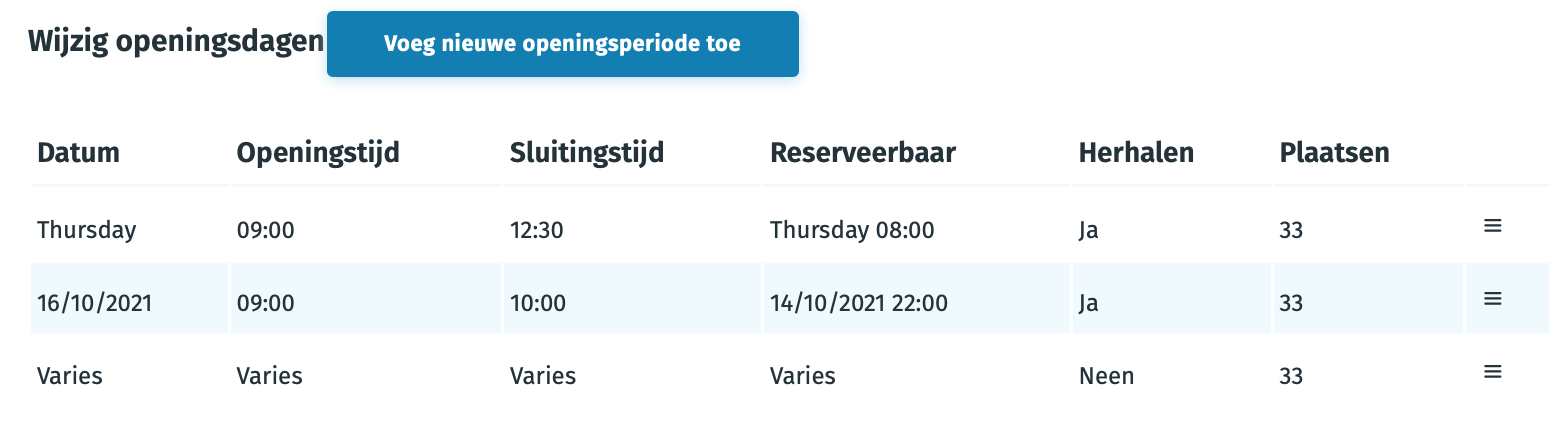 Wijzig openingsdagen Voeg nieuwe openingsperiode toe
Datum Openingstijd Sluitingstijd Reserveerbaar Herhalen Plaatsen
Thursday 09:00 12:30 Thursday 08:00 Ja 33
16/10/2021 09:00 10:00 14/10/2021 22:00 Ja 33
Varies Varies Varies Varies Neen 33